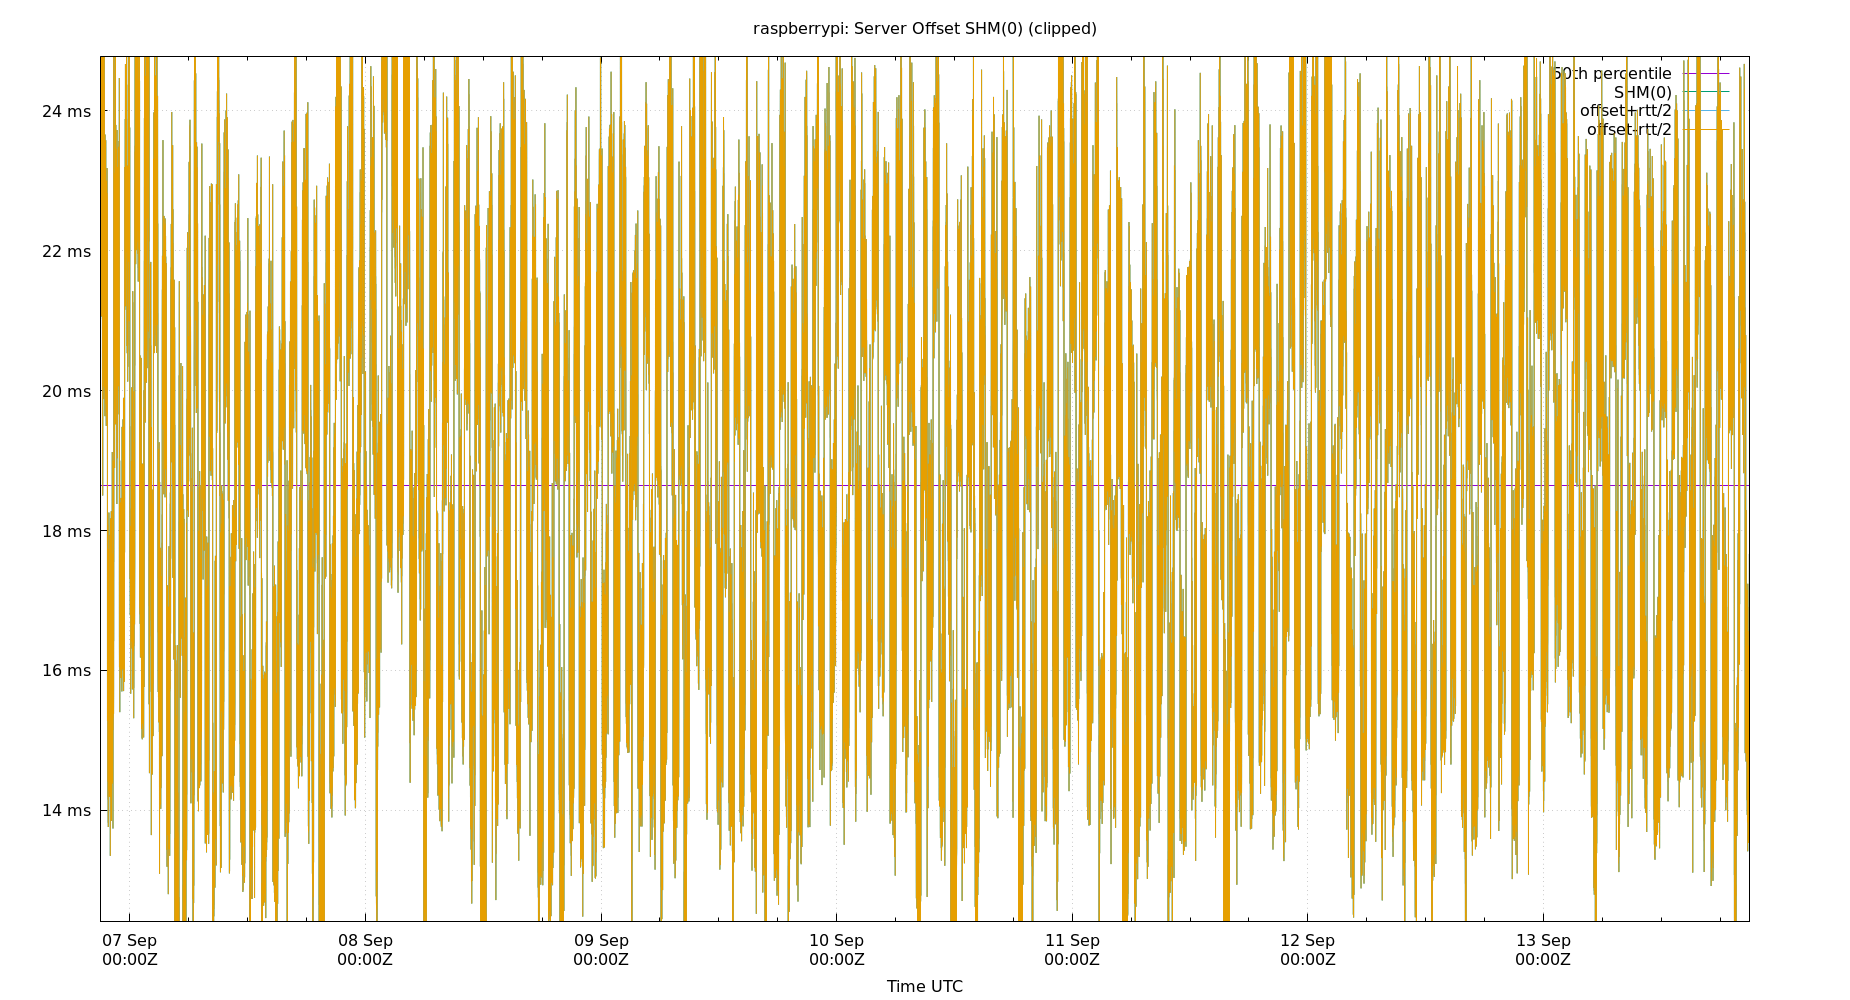 raspberrypi: Server Offset SHM(0) (clipped)
50th percentile
SHM(0)
offset+rtt/2
offset-rtt/2
24 ms
22 ms
20 ms
18 ms
16 ms
14 ms
07 Sep 08 Sep 09 Sep 10 Sep 11 Sep 12 Sep 13 Sep
00:00Z 00:00Z 00:00Z 00:00Z 00:00Z 00:00Z 00:00Z
Time UTC